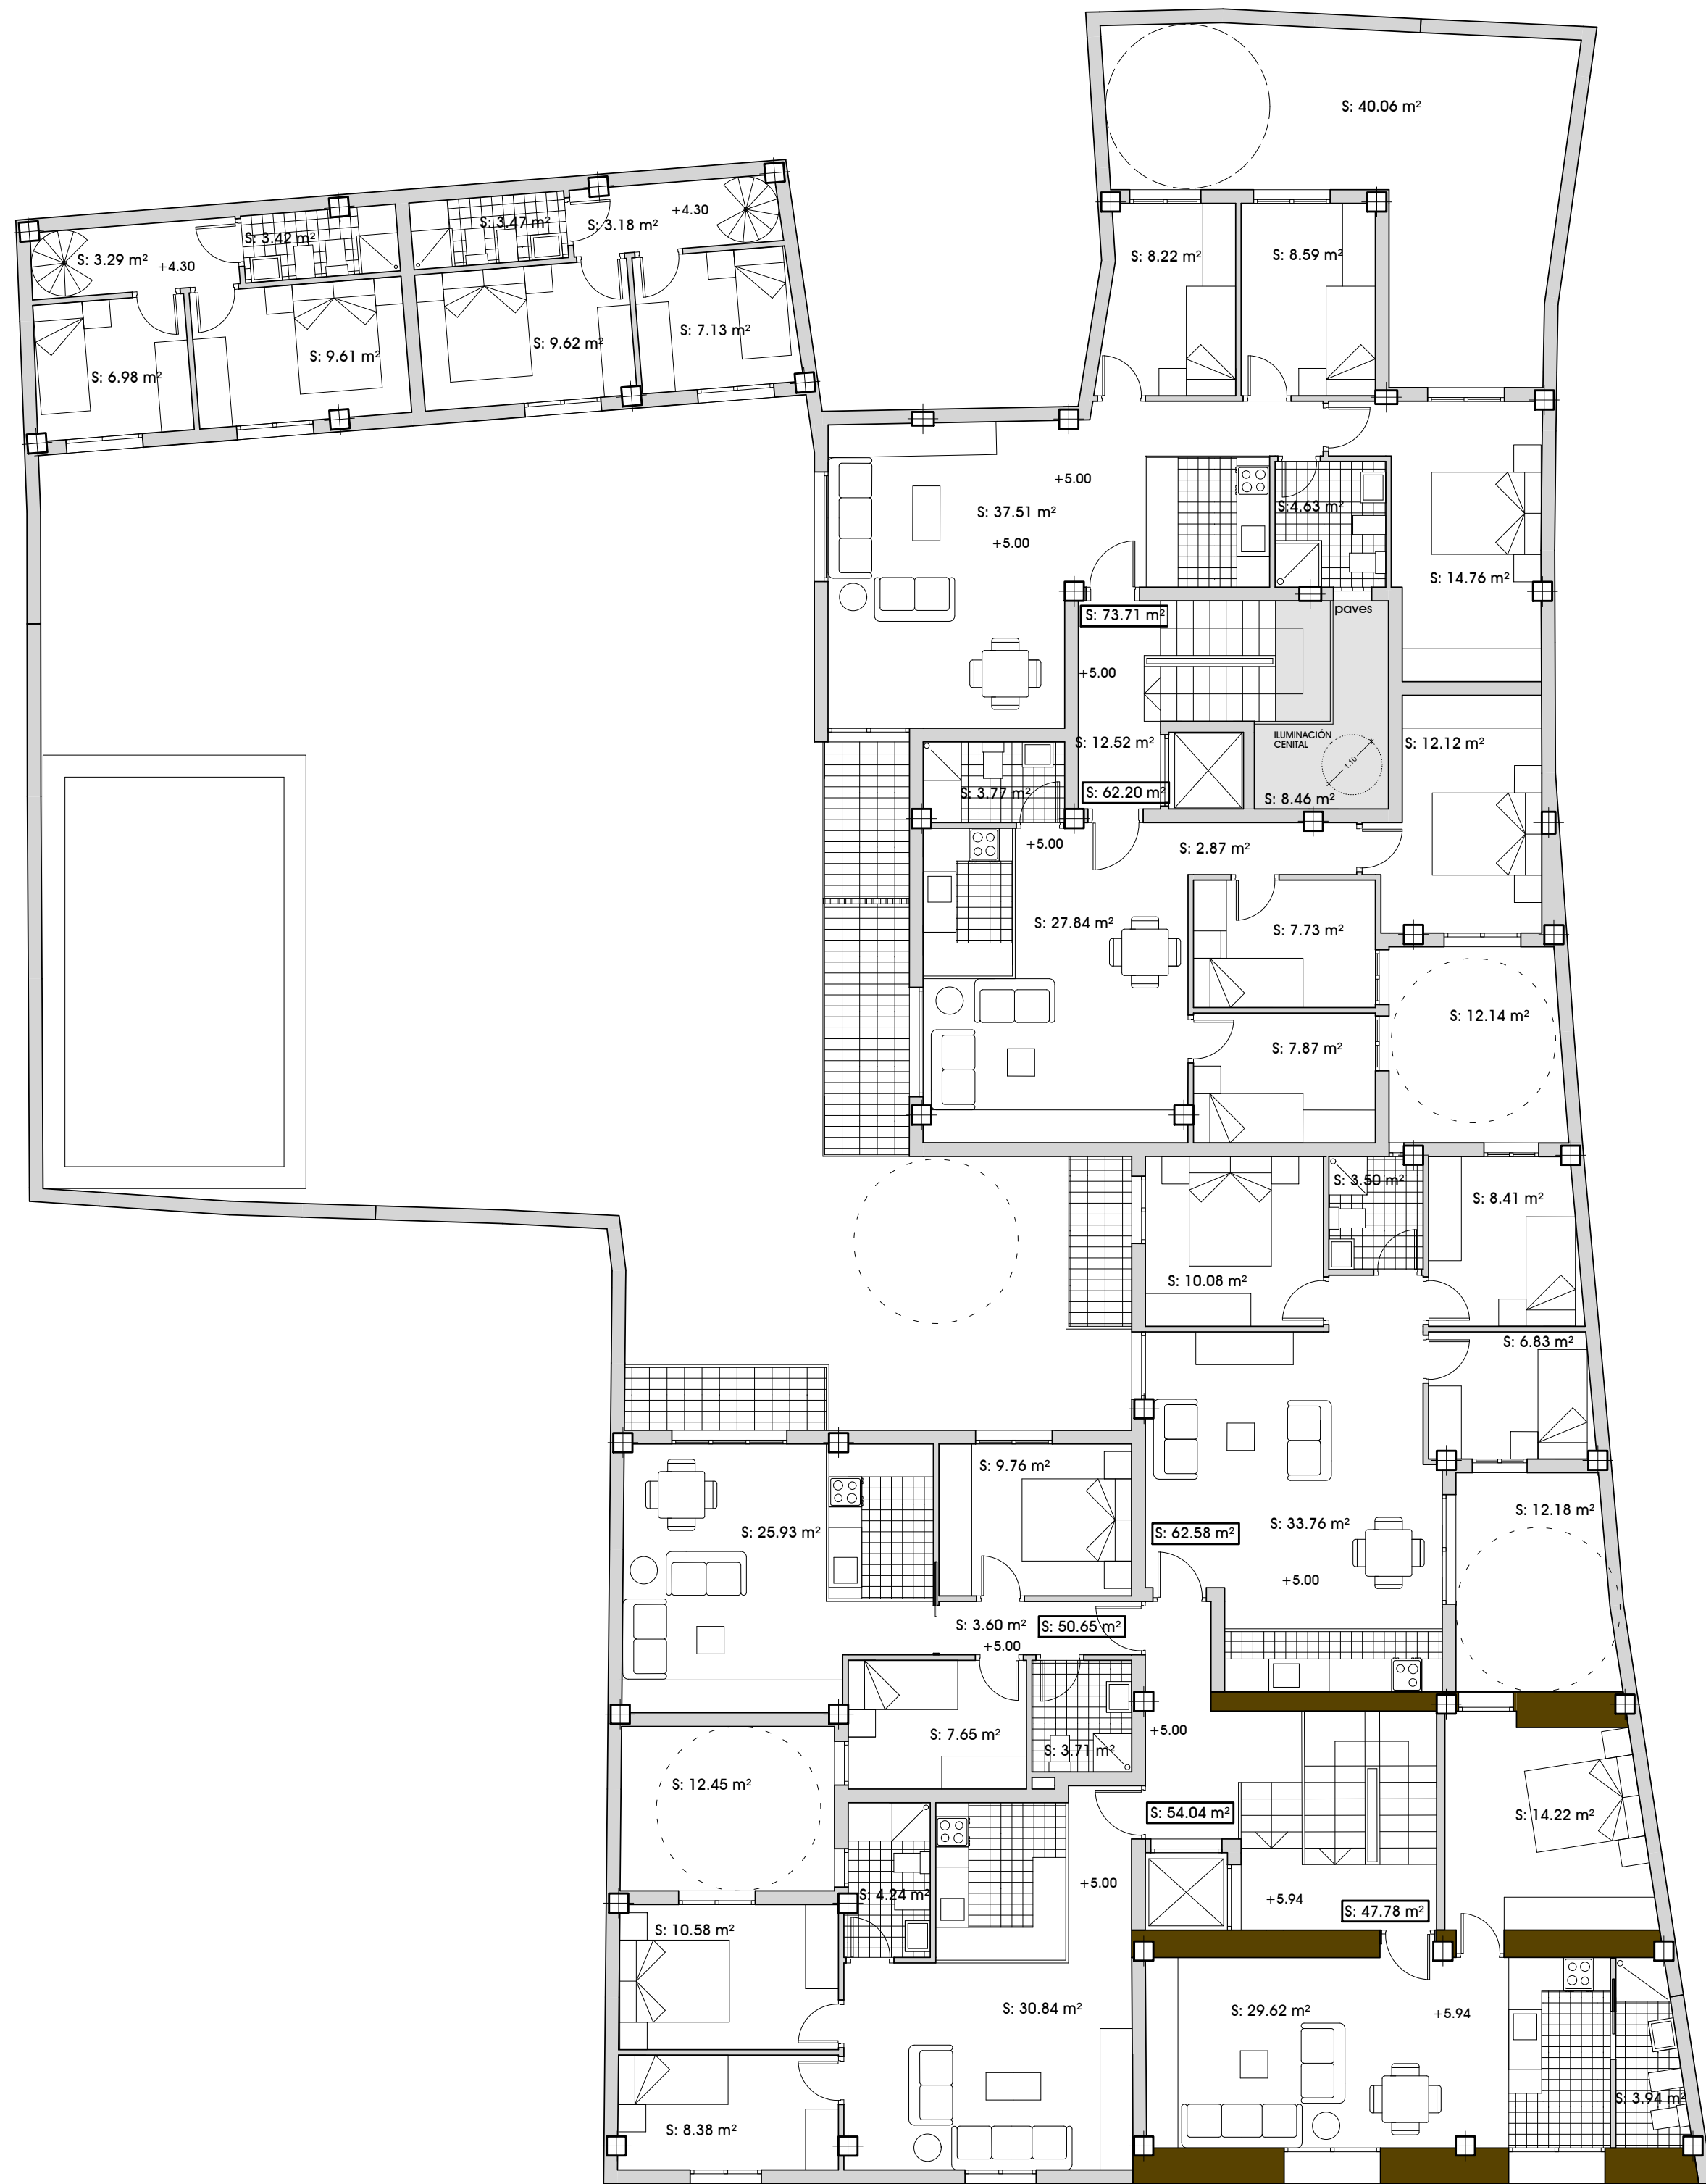 S: 40.06 m²
S: 3.42 m²
S: 3.47 m²
S: 3.18 m²
+4.30
S: 3.29 m²
+4.30
S: 8.22 m²
S: 8.59 m²
S: 6.98 m²
S: 9.61 m²
S: 9.62 m²
S: 7.13 m²
+5.00
S: 37.51 m²
+5.00
S:4.63 m²
S: 14.76 m²
paves
S: 73.71 m²
+5.00
S: 12.52 m²
ILUMINACIÓN
CENITAL
1.10
S: 12.12 m²
S: 3.77 m²
S: 62.20 m²
S: 8.46 m²
+5.00
S: 2.87 m²
S: 27.84 m²
S: 7.73 m²
S: 12.14 m²
S: 7.87 m²
S: 3.50 m²
S: 8.41 m²
S: 10.08 m²
S: 6.83 m²
S: 9.76 m²
S: 25.93 m²
S: 62.58 m²
S: 33.76 m²
S: 12.18 m²
+5.00
S: 3.60 m²
S: 50.65 m²
+5.00
S: 7.65 m²
S: 3.71 m²
+5.00
S: 12.45 m²
S: 54.04 m²
S: 14.22 m²
S: 4.24 m²
+5.00
+5.94
S: 47.78 m²
S: 10.58 m²
S: 30.84 m²
S: 29.62 m²
+5.94
S: 3.94 m²
S: 8.38 m²